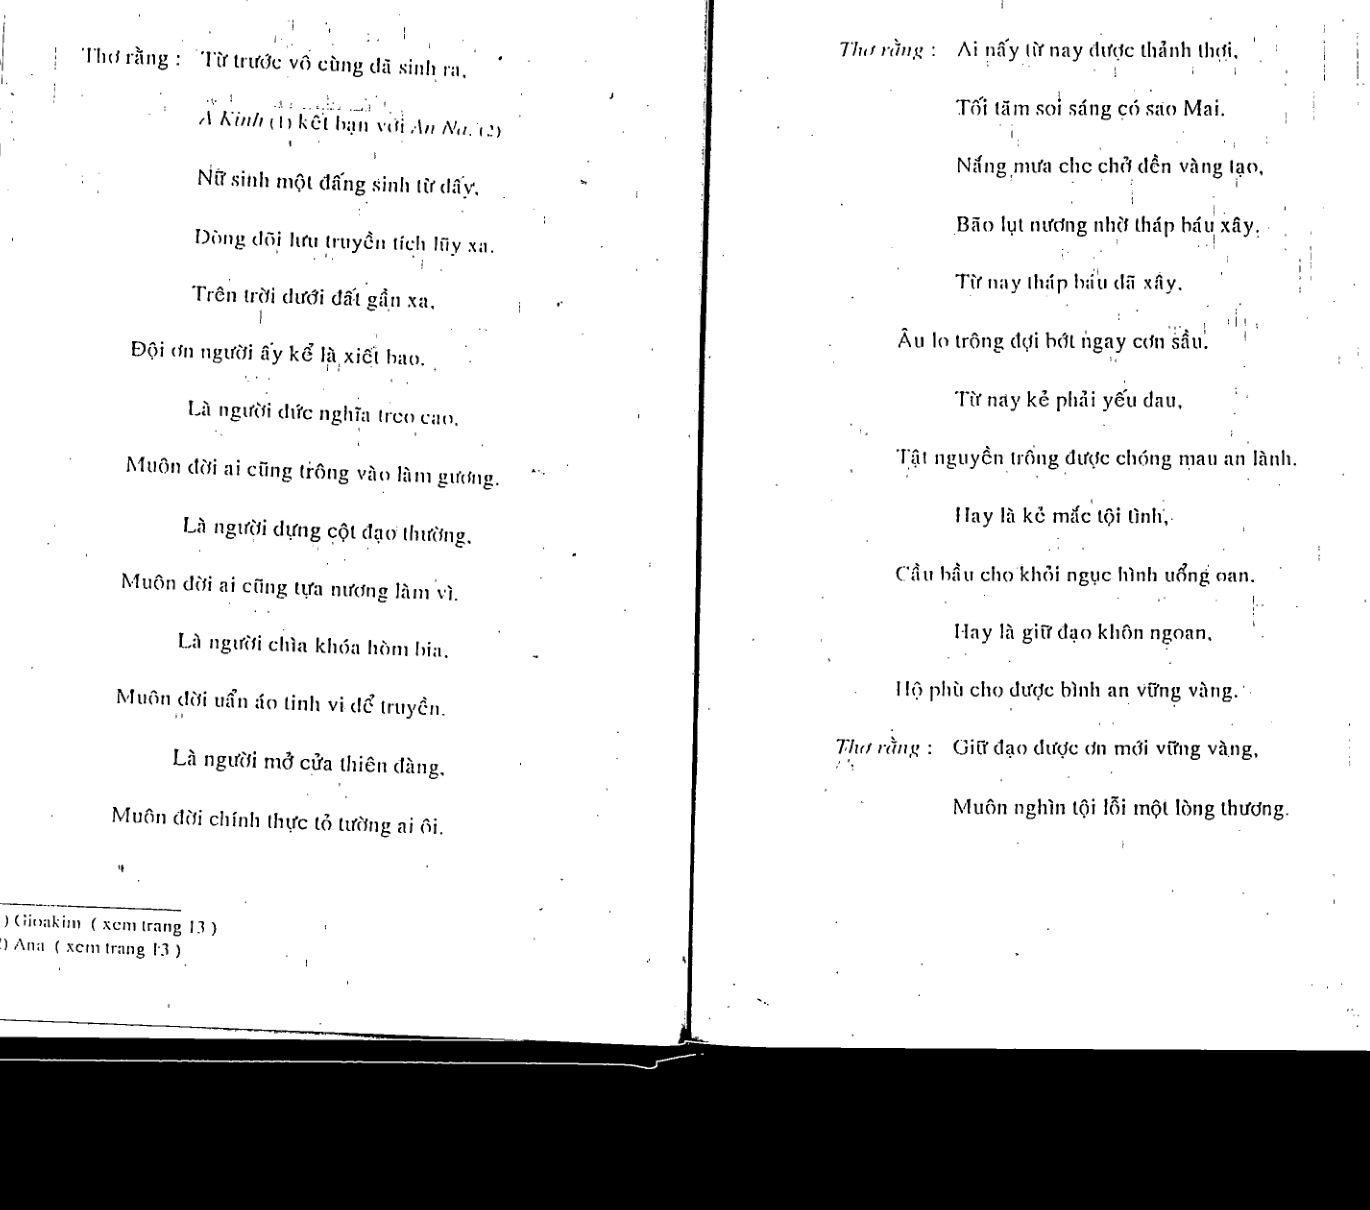 Thơ rằng : Từ trước vô cùng đã sinh ra,
A Kinh (1) kết bạn với An Na. (2)
Nữ sinh một đấng sinh từ đấy,
Dòng dõi lưu truyền tích lũy xa.
Trên trời dưới đất gần xa,
Đội ơn người ấy kể là xiết bao.
Là người đức nghĩa treo cao,
Muôn đời ai cũng trông vào làm gương.
Là người dựng cột đạo thường,
Muôn đời ai cũng tựa nương làm vì.
Là người chìa khóa hòm bia,
Muôn đời uẩn áo tinh vi để truyền.
Là người mở cửa thiên đàng,
Muôn đời chính thực tỏ tường ai ôi.
) Gioakim ( xem trang 13 )
2) Ana ( xem trang 13 )
Thơ rằng : Ai nấy từ nay được thảnh thơi,
Tối tăm soi sáng có sao Mai.
Nắng mưa che chở đền vàng tạo,
Bão lụt nương nhờ tháp báu xây.
Từ nay tháp báu đã xây,
Âu lo trông đợi bớt ngay cơn sầu.
Từ nay kẻ phải yếu đau,
Tật nguyền trông được chóng mau an lành.
Hay là kẻ mắc tội tình,
Cầu bầu cho khỏi ngục hình uổng oan.
Hay là giữ đạo khôn ngoan,
Hộ phù cho được bình an vững vàng.
Thơ rằng : Giữ đạo được ơn mới vững vàng,
Muôn nghìn tội lỗi một lòng thương.